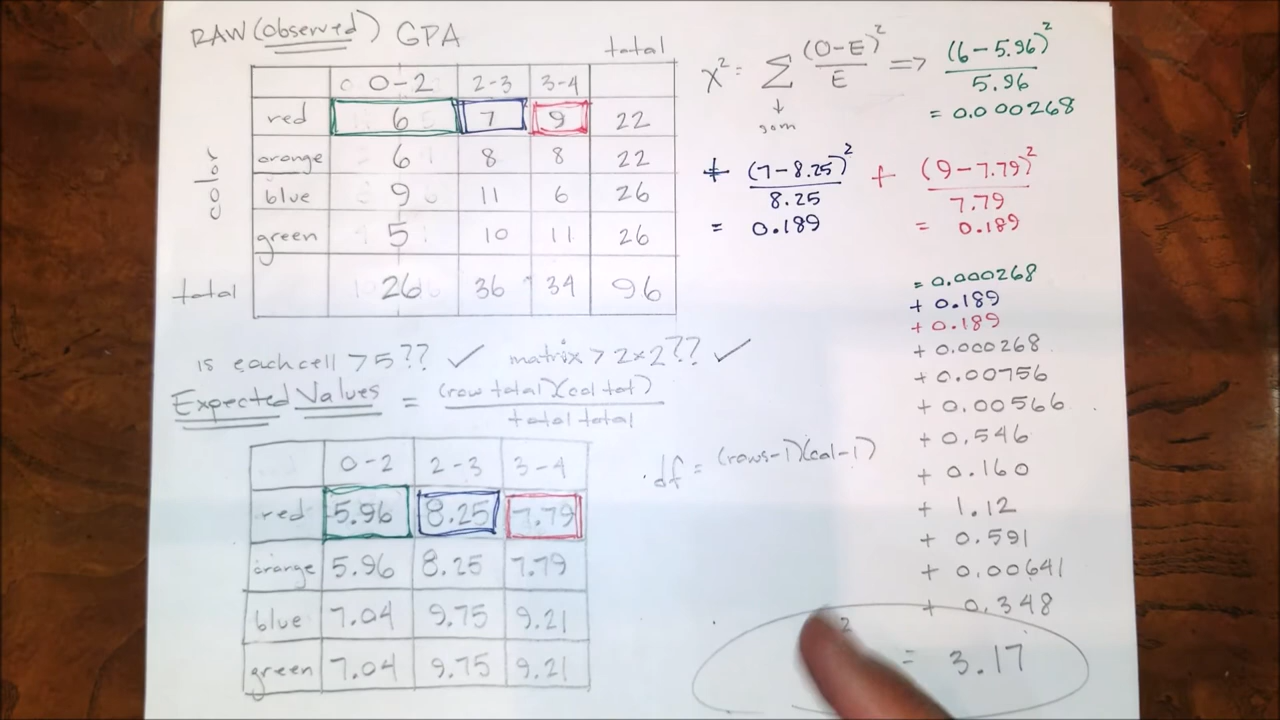 RAW (Observed) GPA
total
0-2 2-3 3-4
red 6 7 9 22
orange 6 8 8 22
blue 9 11 6 26
green 5 10 11 26
total 26 36 34 96
color
is each cell > 5?? ✓ matrix > 2×2?? ✓
Expected Values = (row total)(col tot)
total total
0-2 2-3 3-4
red 5.96 8.25 7.79
orange 5.96 8.25 7.79
blue 7.04 9.75 9.21
green 7.04 9.75 9.21
χ² = Σ (O-E)²/E => (6-5.96)²/5.96
↓
som
= 0.000268
+ (7-8.25)²/8.25 + (9-7.79)²/7.79
= 0.189 = 0.189
= 0.000268
+ 0.189
+ 0.189
+ 0.000268
+ 0.00756
+ 0.00566
+ 0.546
+ 0.160
+ 1.12
+ 0.591
+ 0.00641
+ 0.348
df = (rows-1)(col-1)
2 = 3.17